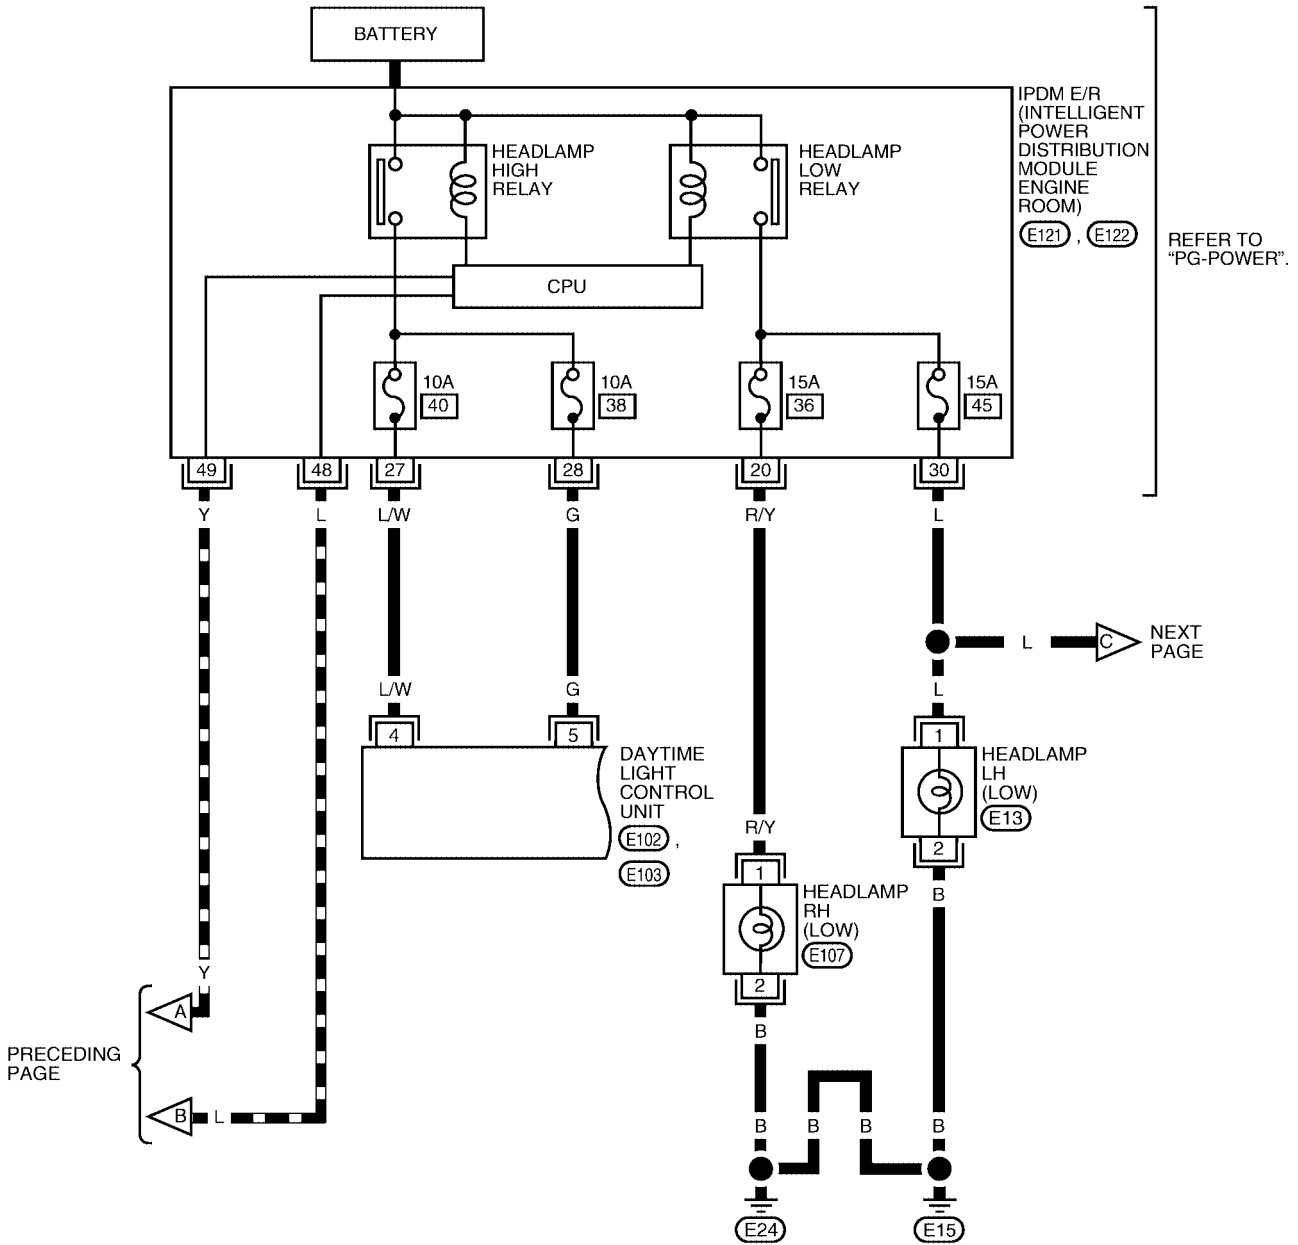 BATTERY
IPDM E/R
(INTELLIGENT
POWER
DISTRIBUTION
MODULE
ENGINE
ROOM)
E121 , E122
REFER TO
“PG-POWER”.
HEADLAMP
HIGH
RELAY
HEADLAMP
LOW
RELAY
CPU
10A
40
10A
38
15A
36
15A
45
49
48
27
28
20
30
Y
L
L/W
G
R/Y
L
L
C
NEXT
PAGE
L/W
G
L
4
5
1
DAYTIME
LIGHT
CONTROL
UNIT
E102 ,
E103
HEADLAMP
LH
(LOW)
E13
2
R/Y
1
HEADLAMP
RH
(LOW)
E107
2
B
B
Y
A
PRECEDING
PAGE
B
L
B
B
B
B
E24
E15